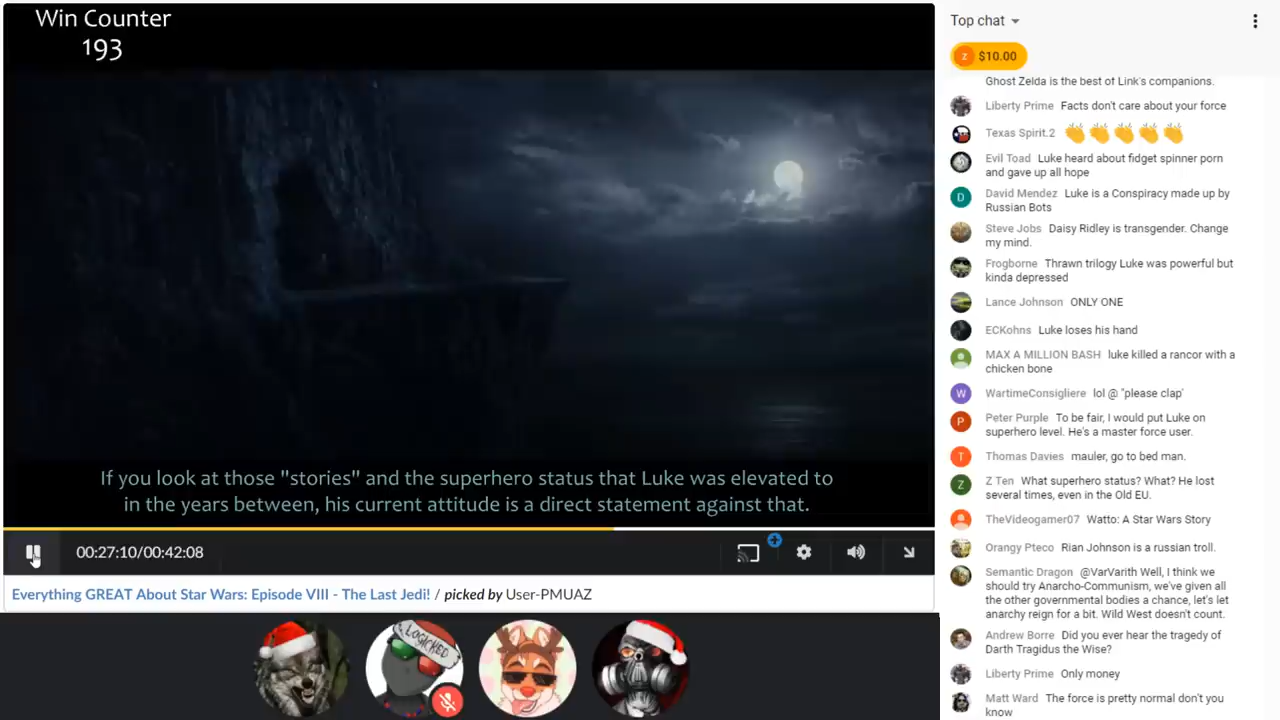 Win Counter
193
If you look at those "stories" and the superhero status that Luke was elevated to
in the years between, his current attitude is a direct statement against that.
00:27:10/00:42:08
Everything GREAT About Star Wars: Episode VIII - The Last Jedi! / picked by User-PMUAZ
LOGICKED
Top chat
Z $10.00
Ghost Zelda is the best of Link's companions.
Liberty Prime Facts don't care about your force
Texas Spirit.2 👏👏👏👏👏
Evil Toad Luke heard about fidget spinner porn
and gave up all hope
D David Mendez Luke is a Conspiracy made up by
Russian Bots
Steve Jobs Daisy Ridley is transgender. Change
my mind.
Frogborne Thrawn trilogy Luke was powerful but
kinda depressed
Lance Johnson ONLY ONE
ECKohns Luke loses his hand
MAX A MILLION BASH luke killed a rancor with a
chicken bone
W WartimeConsigliere lol @ "please clap'
P Peter Purple To be fair, I would put Luke on
superhero level. He's a master force user.
T Thomas Davies mauler, go to bed man.
Z Z Ten What superhero status? What? He lost
several times, even in the Old EU.
TheVideogamer07 Watto: A Star Wars Story
Orangy Pteco Rian Johnson is a russian troll.
Semantic Dragon @VarVarith Well, I think we
should try Anarcho-Communism, we've given all
the other governmental bodies a chance, let's let
anarchy reign for a bit. Wild West doesn't count.
Andrew Borre Did you ever hear the tragedy of
Darth Tragidus the Wise?
Liberty Prime Only money
Matt Ward The force is pretty normal don't you
know